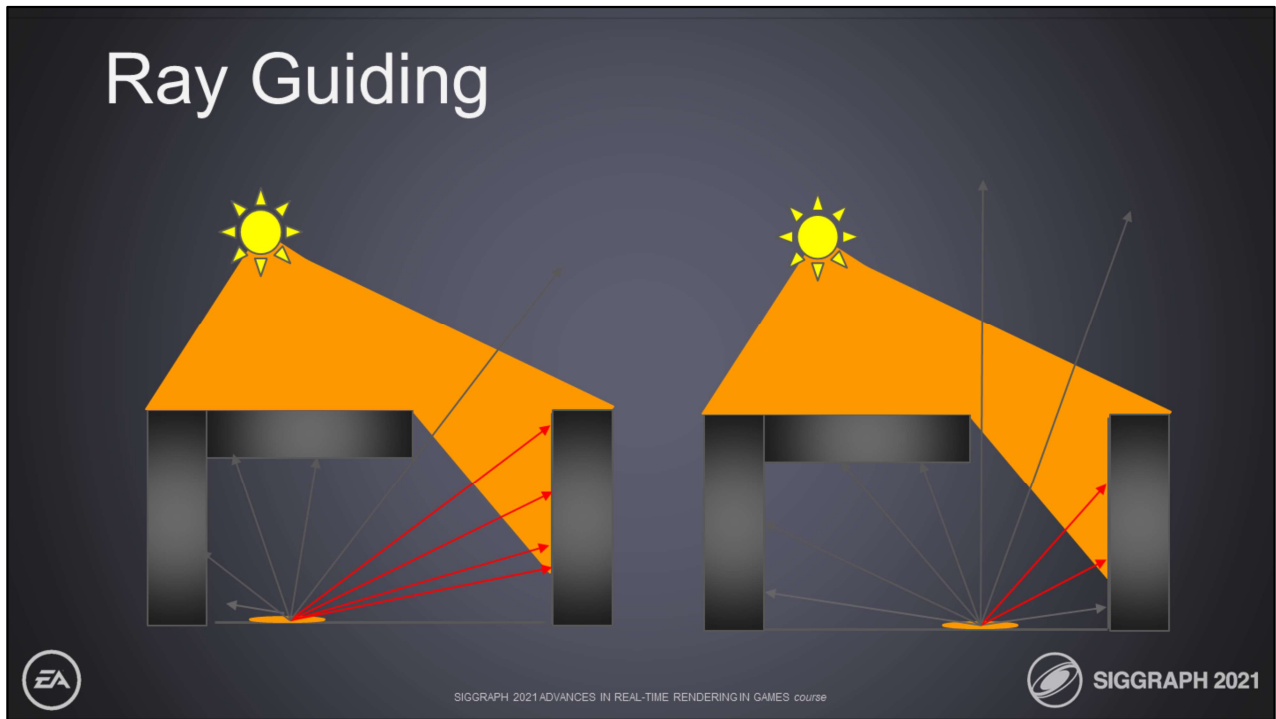 Ray Guiding
EA
SIGGRAPH 2021 ADVANCES IN REAL-TIME RENDERING IN GAMES course
SIGGRAPH 2021